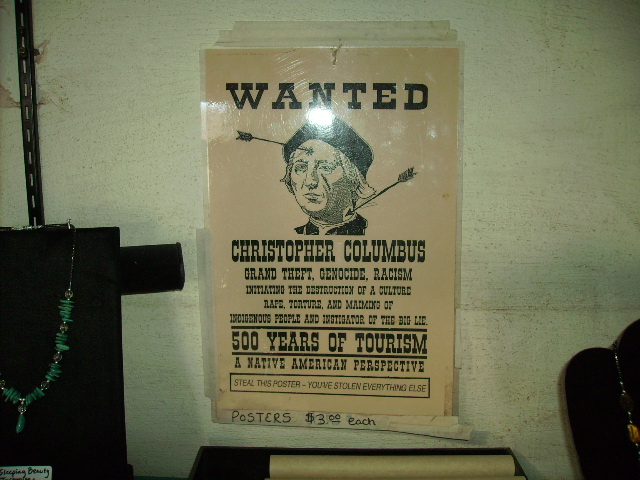 WANTED
CHRISTOPHER COLUMBUS
GRAND THEFT, GENOCIDE, RACISM
INITIATING THE DESTRUCTION OF A CULTURE
RAPE, TORTURE, AND MAIMING OF
INDIGENOUS PEOPLE AND INSTIGATOR OF THE BIG LIE.
500 YEARS OF TOURISM
A NATIVE AMERICAN PERSPECTIVE
STEAL THIS POSTER - YOU'VE STOLEN EVERYTHING ELSE
POSTERS $3.00 each
Sleeping Beauty